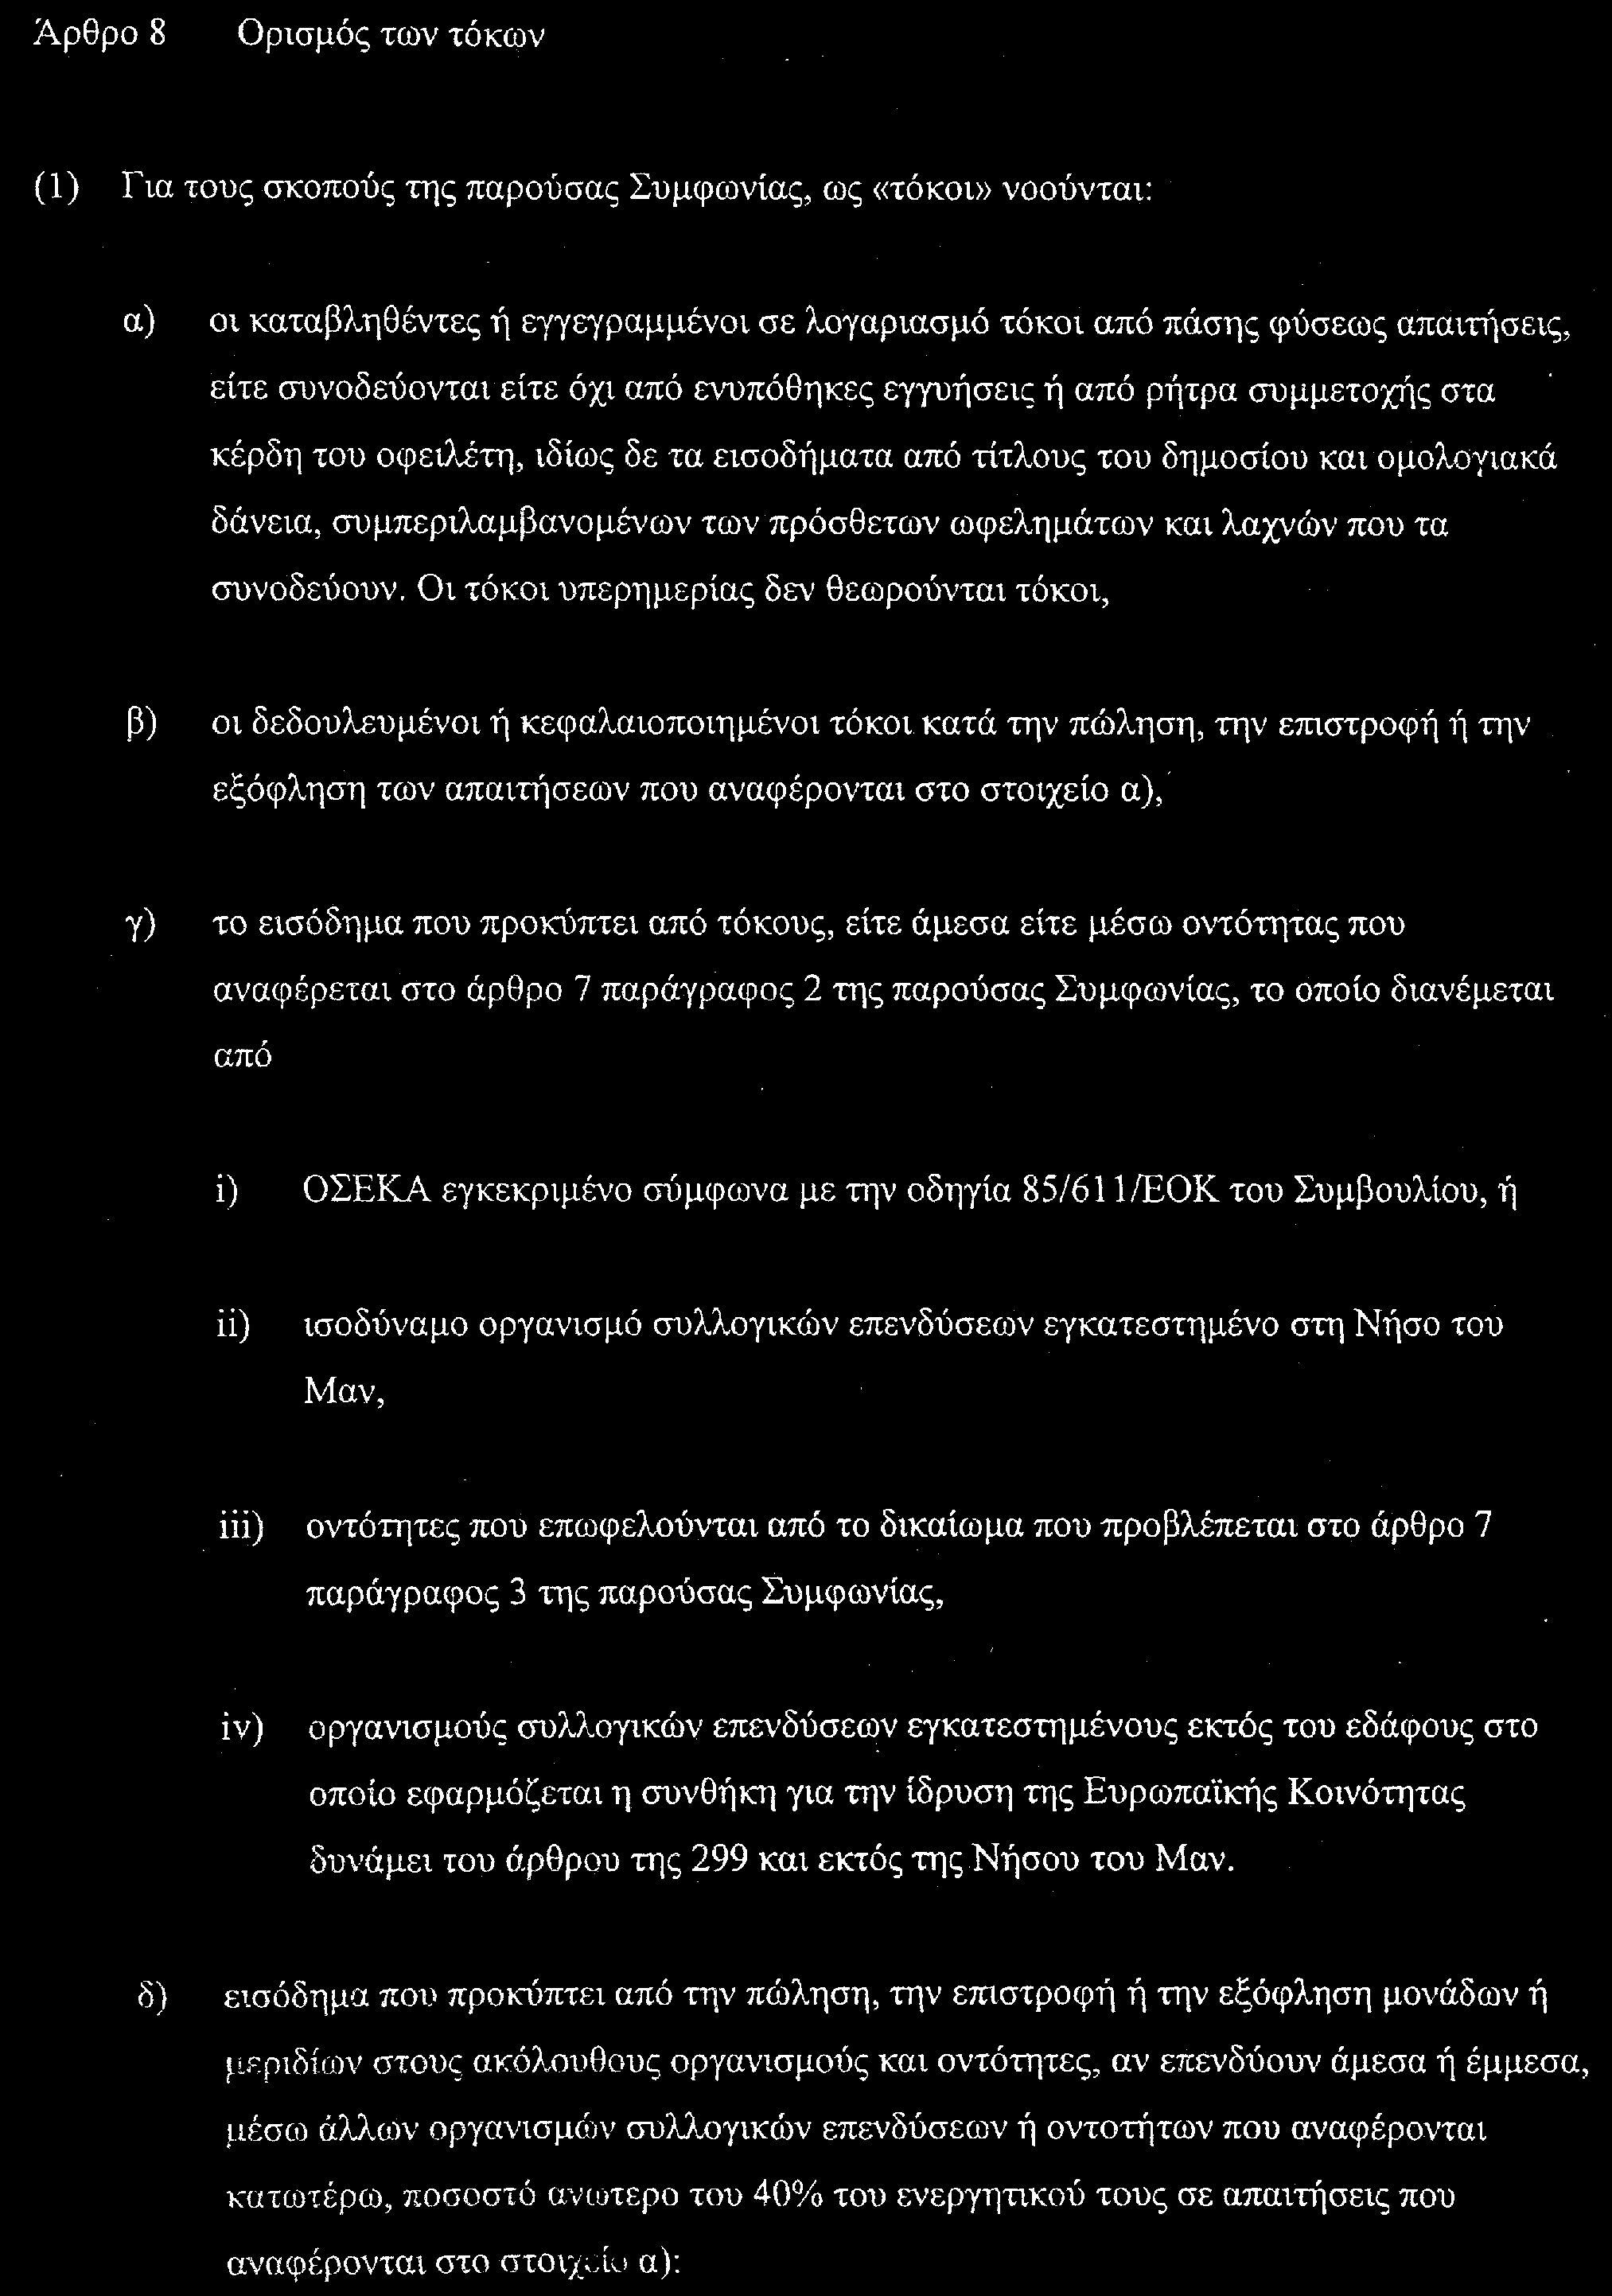 Άρθρο 8 Ορισμός των τόκων
(1) Για τους σκοπούς της παρούσας Συμφωνίας, ως «τόκοι» νοούνται:
α) οι καταβληθέντες ή εγγεγραμμένοι σε λογαριασμό τόκοι από πάσης φύσεως απαιτήσεις,
είτε συνοδεύονται είτε όχι από ενυπόθηκες εγγυήσεις ή από ρήτρα συμμετοχής στα
κέρδη του οφειλέτη, ιδίως δε τα εισοδήματα από τίτλους του δημοσίου και ομολογιακά
δάνεια, συμπεριλαμβανομένων των πρόσθετων ωφελημάτων και λαχνών που τα
συνοδεύουν. Οι τόκοι υπερημερίας δεν θεωρούνται τόκοι,
β) οι δεδουλευμένοι ή κεφαλαιοποιημένοι τόκοι κατά την πώληση, την επιστροφή ή την
εξόφληση των απαιτήσεων που αναφέρονται στο στοιχείο α),
γ) το εισόδημα που προκύπτει από τόκους, είτε άμεσα είτε μέσω οντότητας που
αναφέρεται στο άρθρο 7 παράγραφος 2 της παρούσας Συμφωνίας, το οποίο διανέμεται
από
i) ΟΣΕΚΑ εγκεκριμένο σύμφωνα με την οδηγία 85/611/ΕΟΚ του Συμβουλίου, ή
ii) ισοδύναμο οργανισμό συλλογικών επενδύσεων εγκατεστημένο στη Νήσο του
Μαν,
iii) οντότητες που επωφελούνται από το δικαίωμα που προβλέπεται στο άρθρο 7
παράγραφος 3 της παρούσας Συμφωνίας,
iv) οργανισμούς συλλογικών επενδύσεων εγκατεστημένους εκτός του εδάφους στο
οποίο εφαρμόζεται η συνθήκη για την ίδρυση της Ευρωπαϊκής Κοινότητας
δυνάμει του άρθρου της 299 και εκτός της Νήσου του Μαν.
δ) εισόδημα που προκύπτει από την πώληση, την επιστροφή ή την εξόφληση μονάδων ή
μεριδίων στους ακόλουθους οργανισμούς και οντότητες, αν επενδύουν άμεσα ή έμμεσα,
μέσω άλλων οργανισμών συλλογικών επενδύσεων ή οντοτήτων που αναφέρονται
κατωτέρω, ποσοστό ανωτερο του 40% του ενεργητικού τους σε απαιτήσεις που
αναφέρονται στο στοιχείο α):